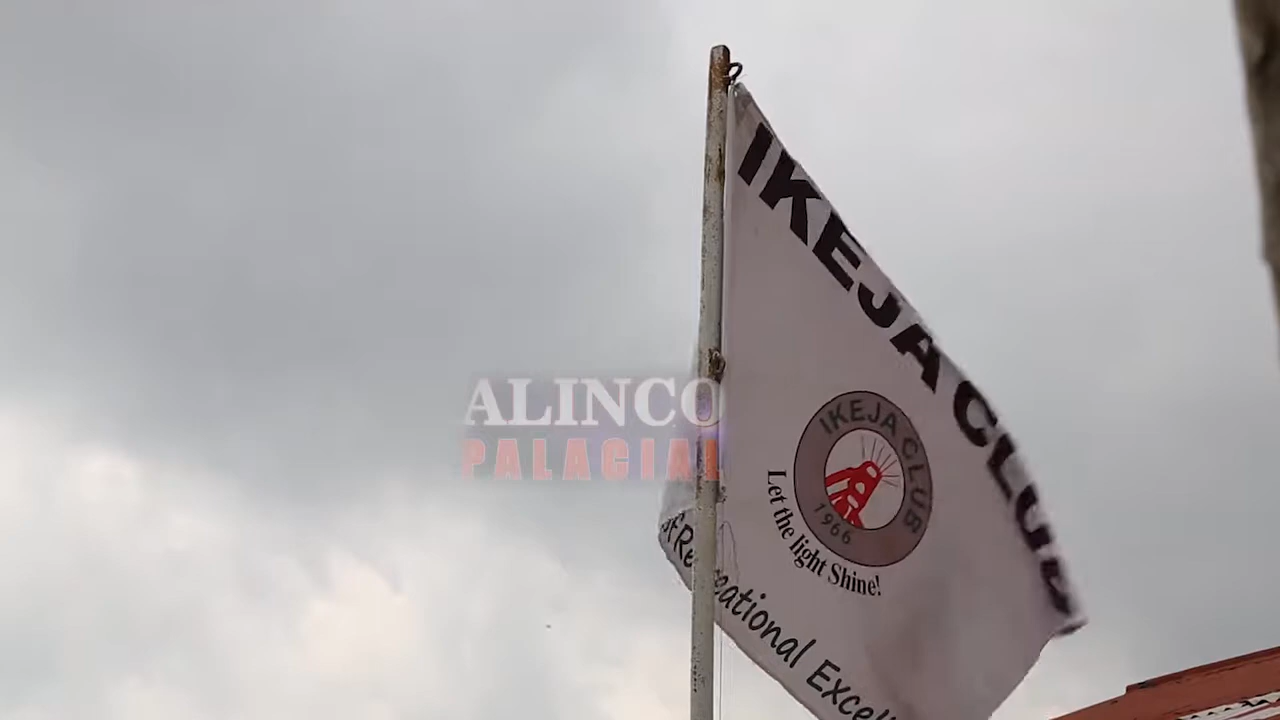 IKEJA CLUB
ALINCO
PALACIAL
IKEJA CLUB
1966
Let the light Shine!